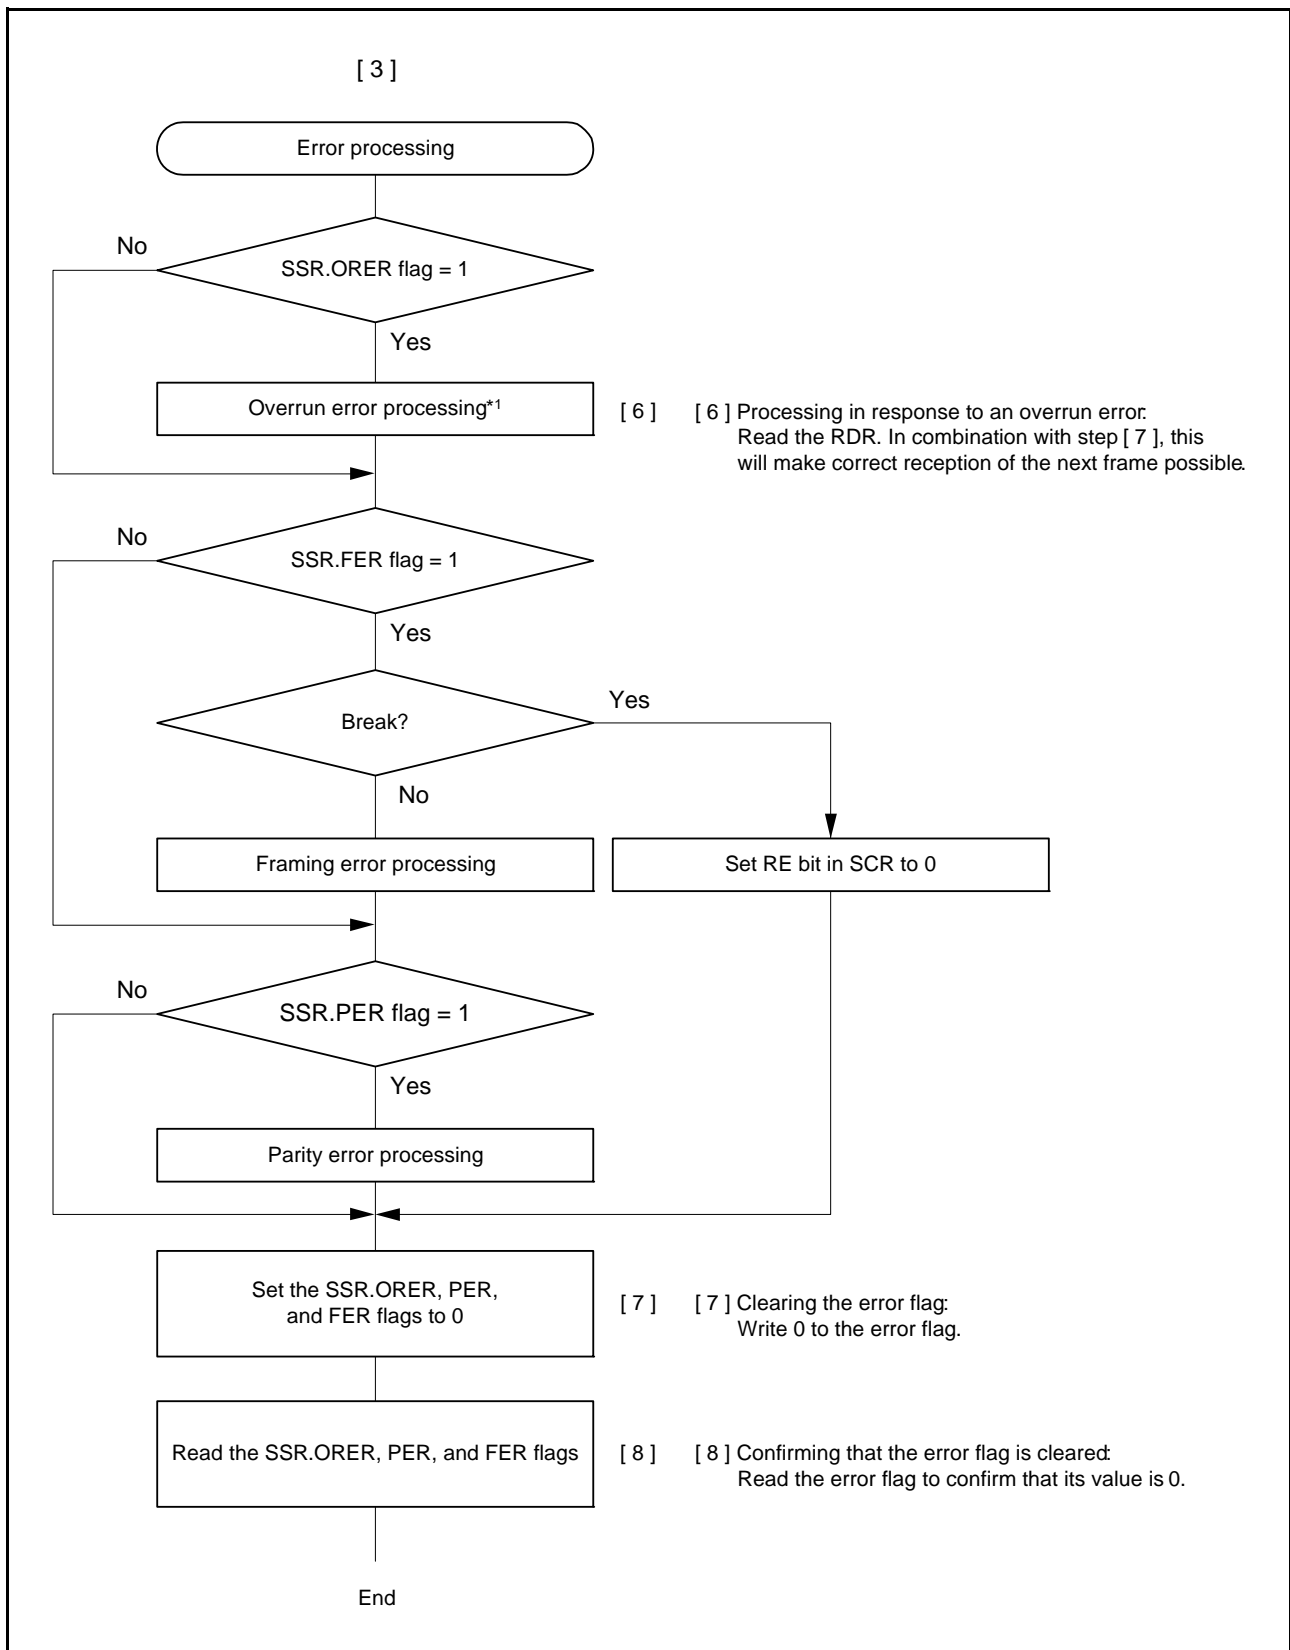 [ 3 ]
Error processing
No
SSR.ORER flag = 1
Yes
Overrun error processing*1
[ 6 ]
[ 6 ] Processing in response to an overrun error:
Read the RDR. In combination with step [ 7 ], this
will make correct reception of the next frame possible.
No
SSR.FER flag = 1
Yes
Break?
Yes
No
Framing error processing
Set RE bit in SCR to 0
No
SSR.PER flag = 1
Yes
Parity error processing
Set the SSR.ORER, PER,
and FER flags to 0
[ 7 ]
[ 7 ] Clearing the error flag:
Write 0 to the error flag.
Read the SSR.ORER, PER, and FER flags
[ 8 ]
[ 8 ] Confirming that the error flag is cleared:
Read the error flag to confirm that its value is 0.
End